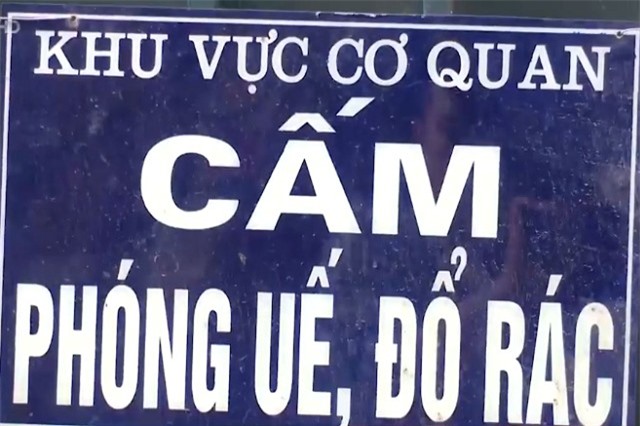 KHU VỰC CƠ QUAN
CẤM
PHÓNG UẾ, ĐỔ RÁC